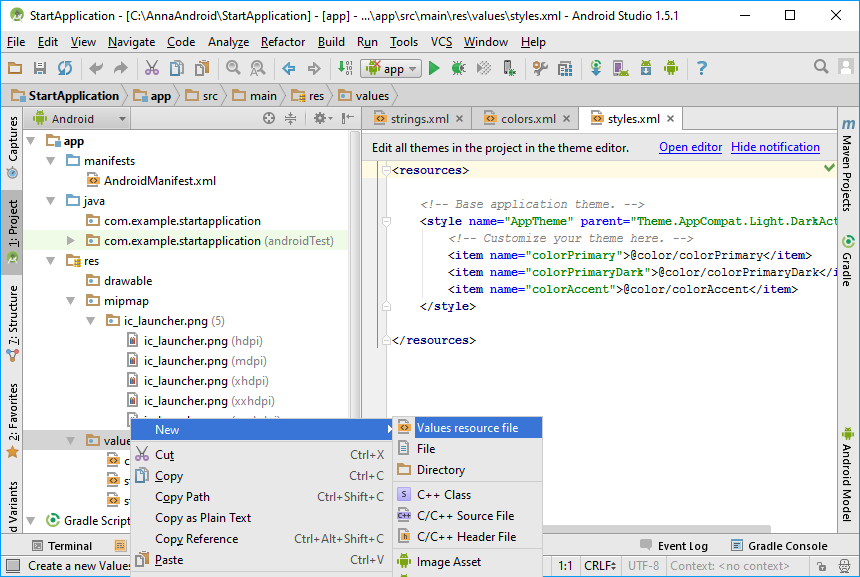 StartApplication - [C:\AnnaAndroid\StartApplication] - [app] - ...\app\src\main\res\values\styles.xml - Android Studio 1.5.1
File Edit View Navigate Code Analyze Refactor Build Run Tools VCS Window Help
app
StartApplication app src main res values
Android
strings.xml colors.xml styles.xml
Edit all themes in the project in the theme editor. Open editor Hide notification
Captures
1: Project
7: Structure
2: Favorites
d Variants
app
manifests
AndroidManifest.xml
java
com.example.startapplication
com.example.startapplication (androidTest)
res
drawable
mipmap
ic_launcher.png (5)
ic_launcher.png (hdpi)
ic_launcher.png (mdpi)
ic_launcher.png (xhdpi)
ic_launcher.png (xxhdpi)
value
Gradle Script
<resources>
<!-- Base application theme. -->
<style name="AppTheme" parent="Theme.AppCompat.Light.DarkAct
<!-- Customize your theme here. -->
<item name="colorPrimary">@color/colorPrimary</item>
<item name="colorPrimaryDark">@color/colorPrimaryDark</i
<item name="colorAccent">@color/colorAccent</item>
</style>
</resources>
m
Maven Projects
Gradle
Android Model
New
Cut Ctrl+X
Copy Ctrl+C
Copy Path Ctrl+Shift+C
Copy as Plain Text
Copy Reference Ctrl+Alt+Shift+C
Paste Ctrl+V
Values resource file
File
Directory
S C++ Class
C++ C/C++ Source File
h C/C++ Header File
Image Asset
Terminal
Event Log Gradle Console
Create a new Values
1:1 CRLF UTF-8 Context: <no context>